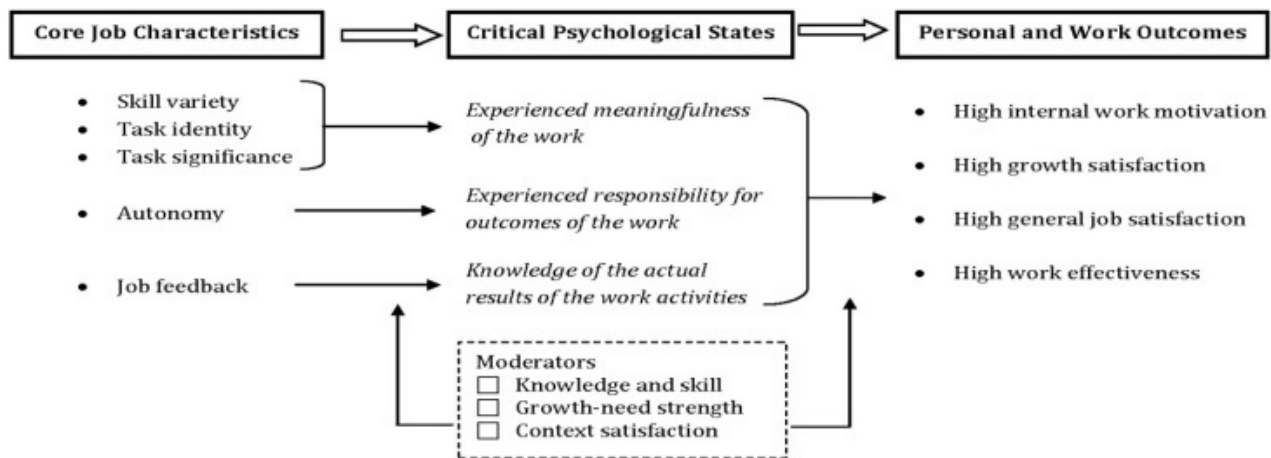 Core Job Characteristics
Critical Psychological States
Personal and Work Outcomes
• Skill variety
• Task identity
• Task significance
• Autonomy
• Job feedback
Experienced meaningfulness
of the work
Experienced responsibility for
outcomes of the work
Knowledge of the actual
results of the work activities
• High internal work motivation
• High growth satisfaction
• High general job satisfaction
• High work effectiveness
Moderators
☐ Knowledge and skill
☐ Growth-need strength
☐ Context satisfaction